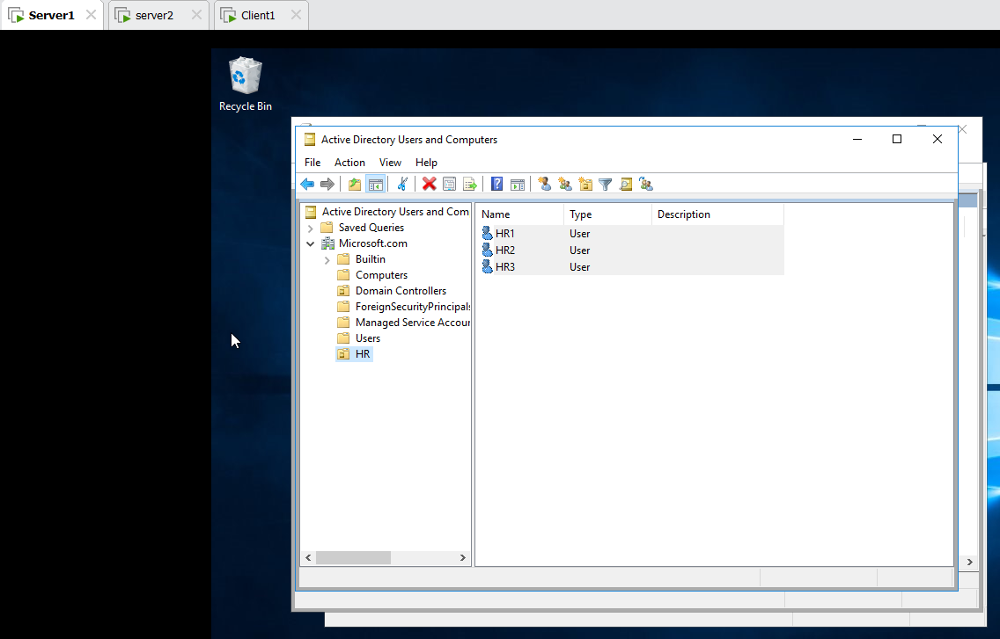 Server1
server2
Client1
Recycle Bin
Active Directory Users and Computers
File Action View Help
Active Directory Users and Com
Saved Queries
Microsoft.com
Builtin
Computers
Domain Controllers
ForeignSecurityPrincipals
Managed Service Accour
Users
HR
Name Type Description
HR1 User
HR2 User
HR3 User